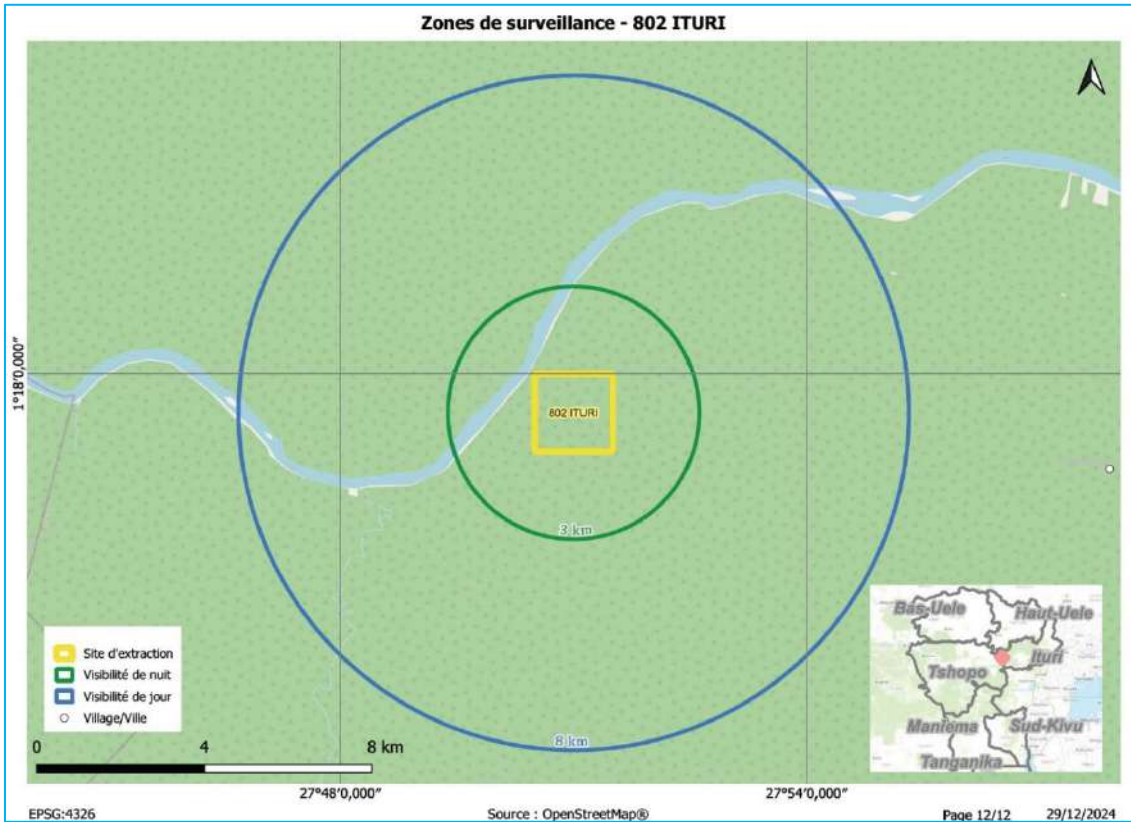 Zones de surveillance - 802 ITURI
1°18'0,000"
802 ITURI
3 km
8 km
Site d'extraction
Visibilité de nuit
Visibilité de jour
Village/Ville
0 4 8 km
Bas-Uele
Haut-Uele
Ituri
Tshopo
Maniema
Sud-Kivu
Tanganika
27°48'0,000"
27°54'0,000"
EPSG:4326
Source : OpenStreetMap®
Page 12/12
29/12/2024